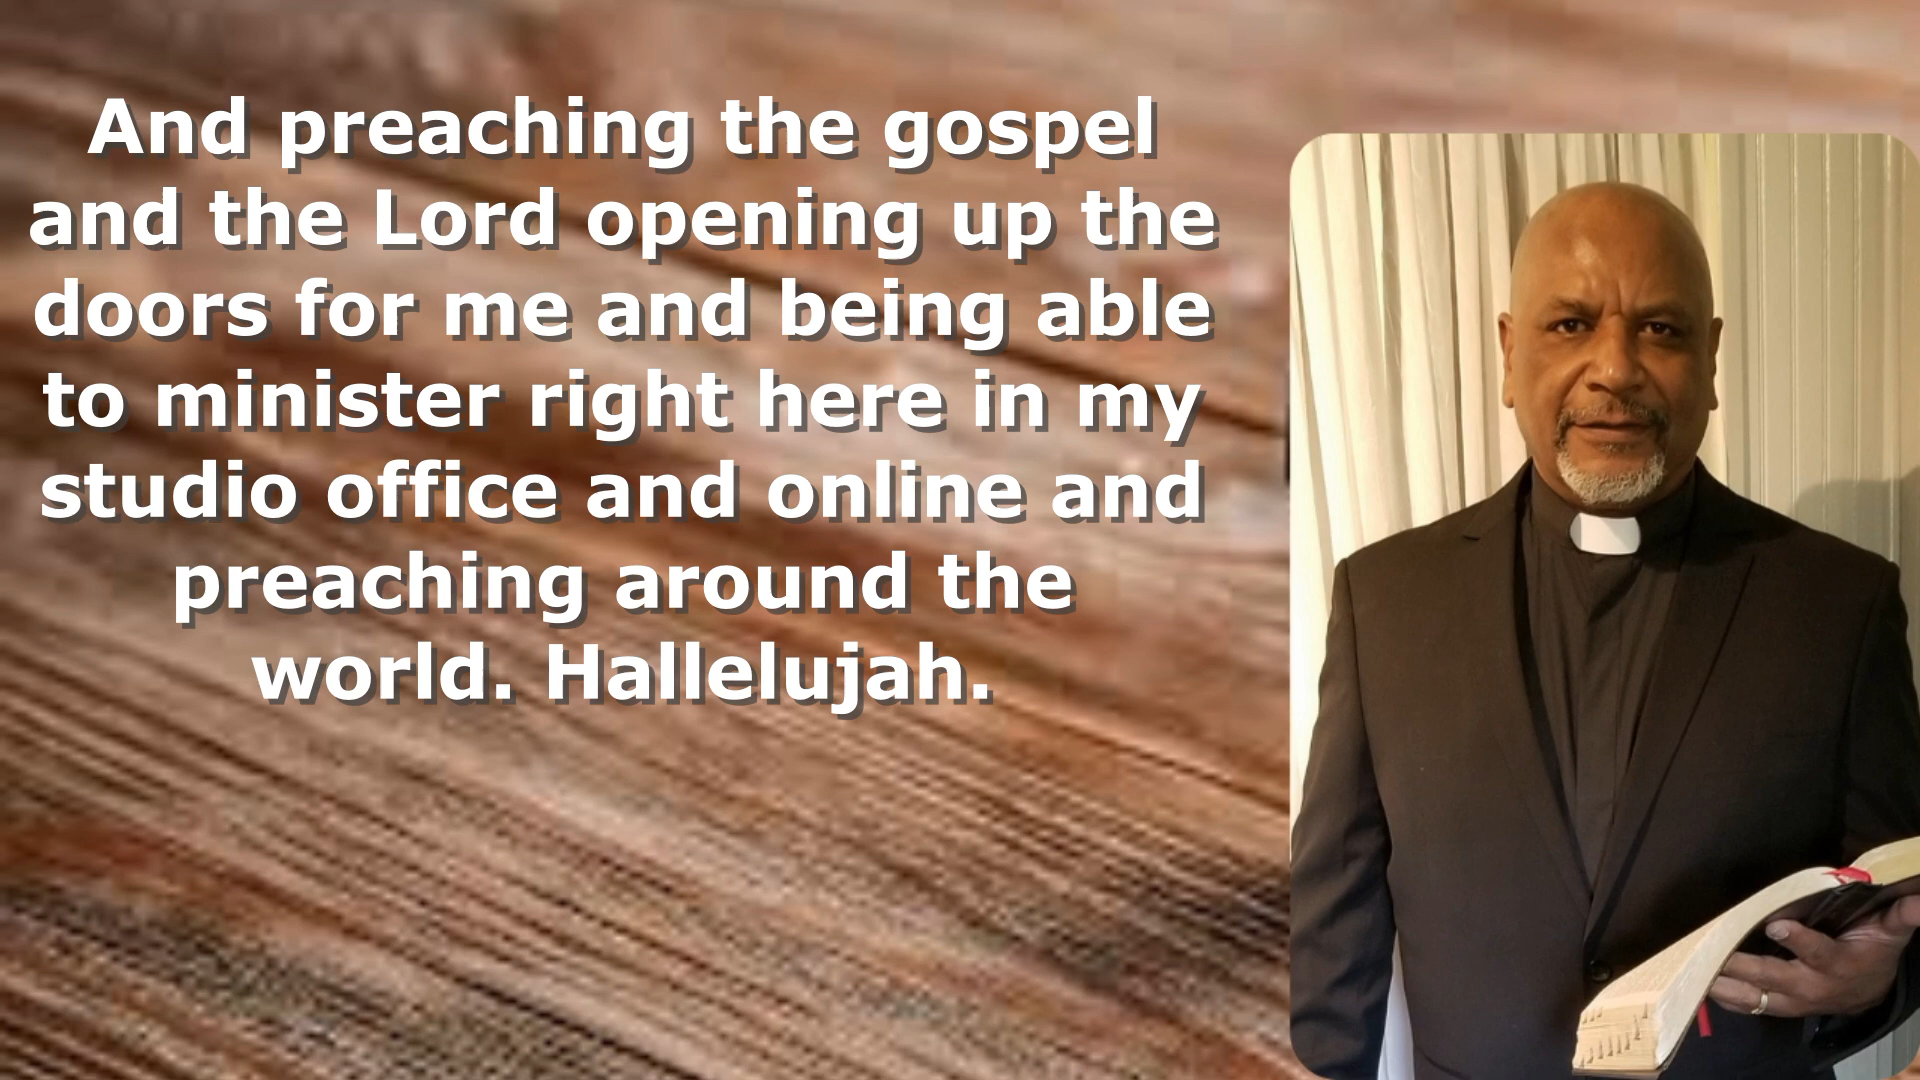 And preaching the gospel
and the Lord opening up the
doors for me and being able
to minister right here in my
studio office and online and
preaching around the
world. Hallelujah.